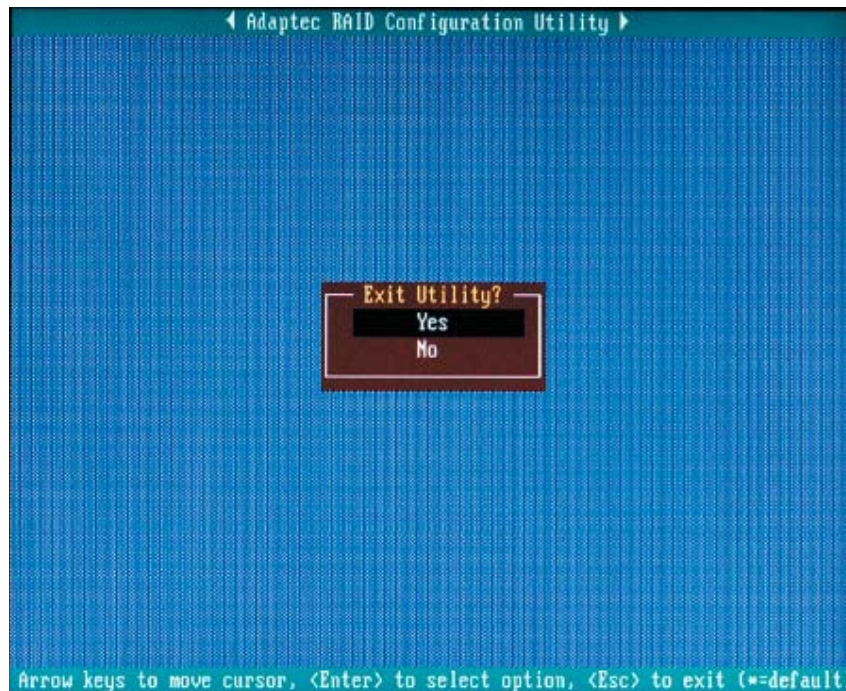 Adaptec RAID Configuration Utility
Exit Utility?
Yes
No
Arrow keys to move cursor, <Enter> to select option, <Esc> to exit (*=default